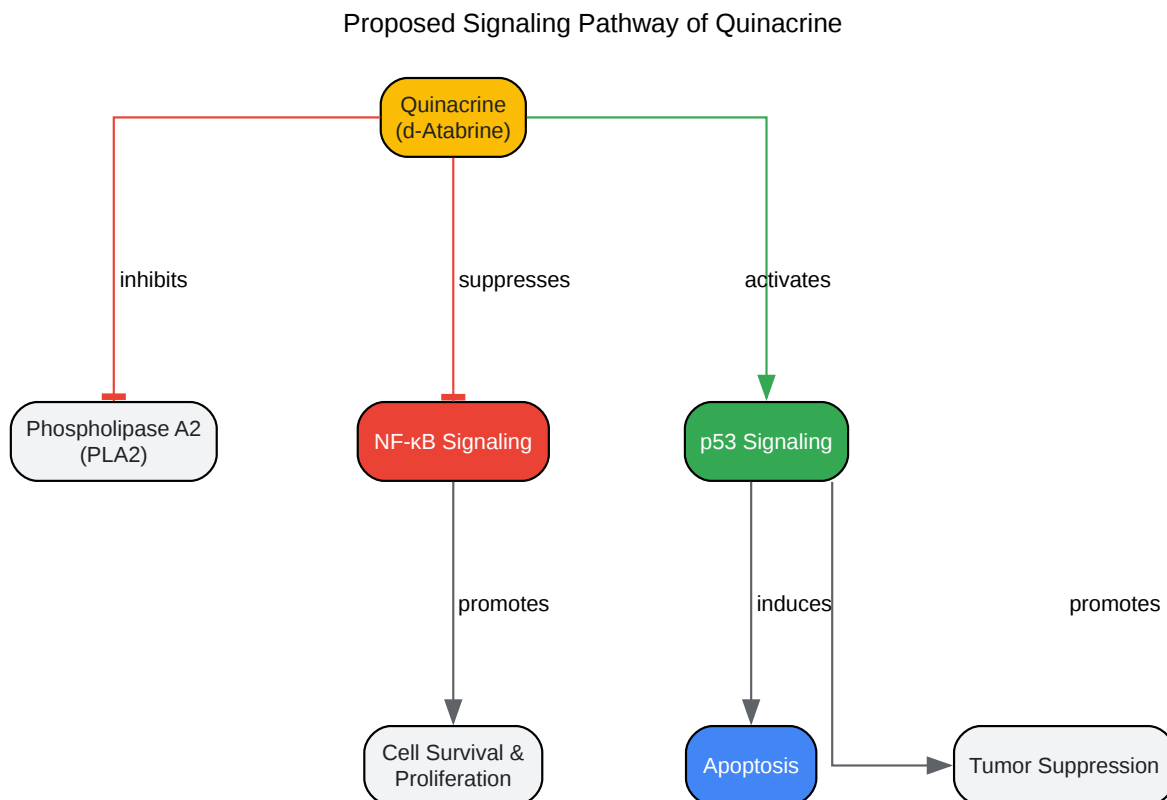 Proposed Signaling Pathway of Quinacrine
Quinacrine
(d-Atabrine)
inhibits
suppresses
activates
Phospholipase A2
(PLA2)
NF-κB Signaling
p53 Signaling
promotes
induces
promotes
Cell Survival &
Proliferation
Apoptosis
Tumor Suppression